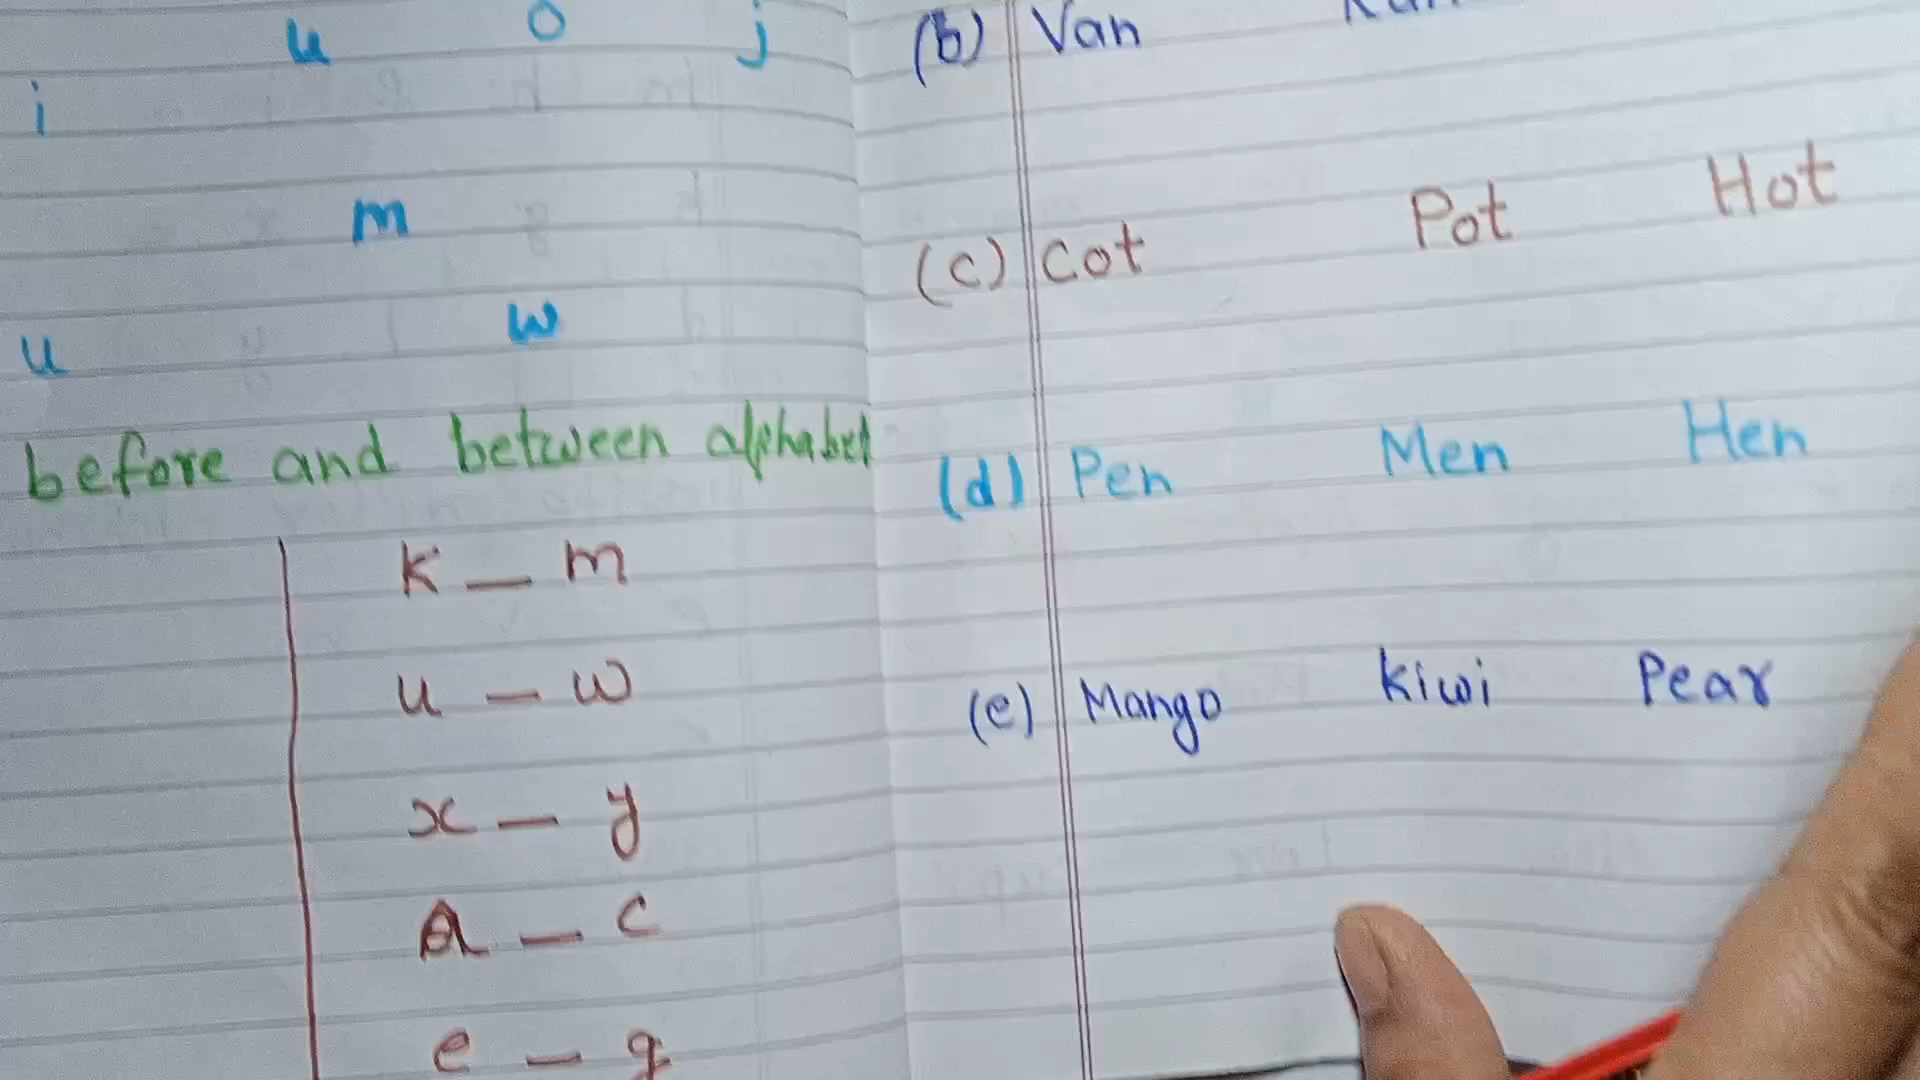 u o j
i
m
u w
before and between alphabet
k _ m
u _ w
x _ y
a _ c
e _ g
(b) Van
(c) Cot Pot Hot
(d) Pen Men Hen
(e) Mango kiwi Pear